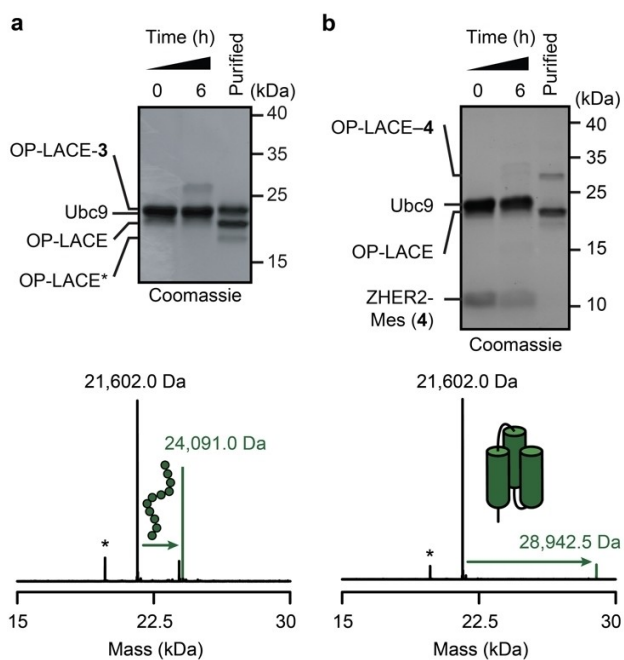 a
Time (h)
0 6 Purified (kDa)
40
35
25
15
OP-LACE-3
Ubc9
OP-LACE
OP-LACE*
Coomassie
21,602.0 Da
24,091.0 Da
*
15 22.5 30
Mass (kDa)
b
Time (h)
0 6 Purified (kDa)
40
35
25
15
10
OP-LACE–4
Ubc9
OP-LACE
ZHER2-
Mes (4)
Coomassie
21,602.0 Da
28,942.5 Da
*
15 22.5 30
Mass (kDa)